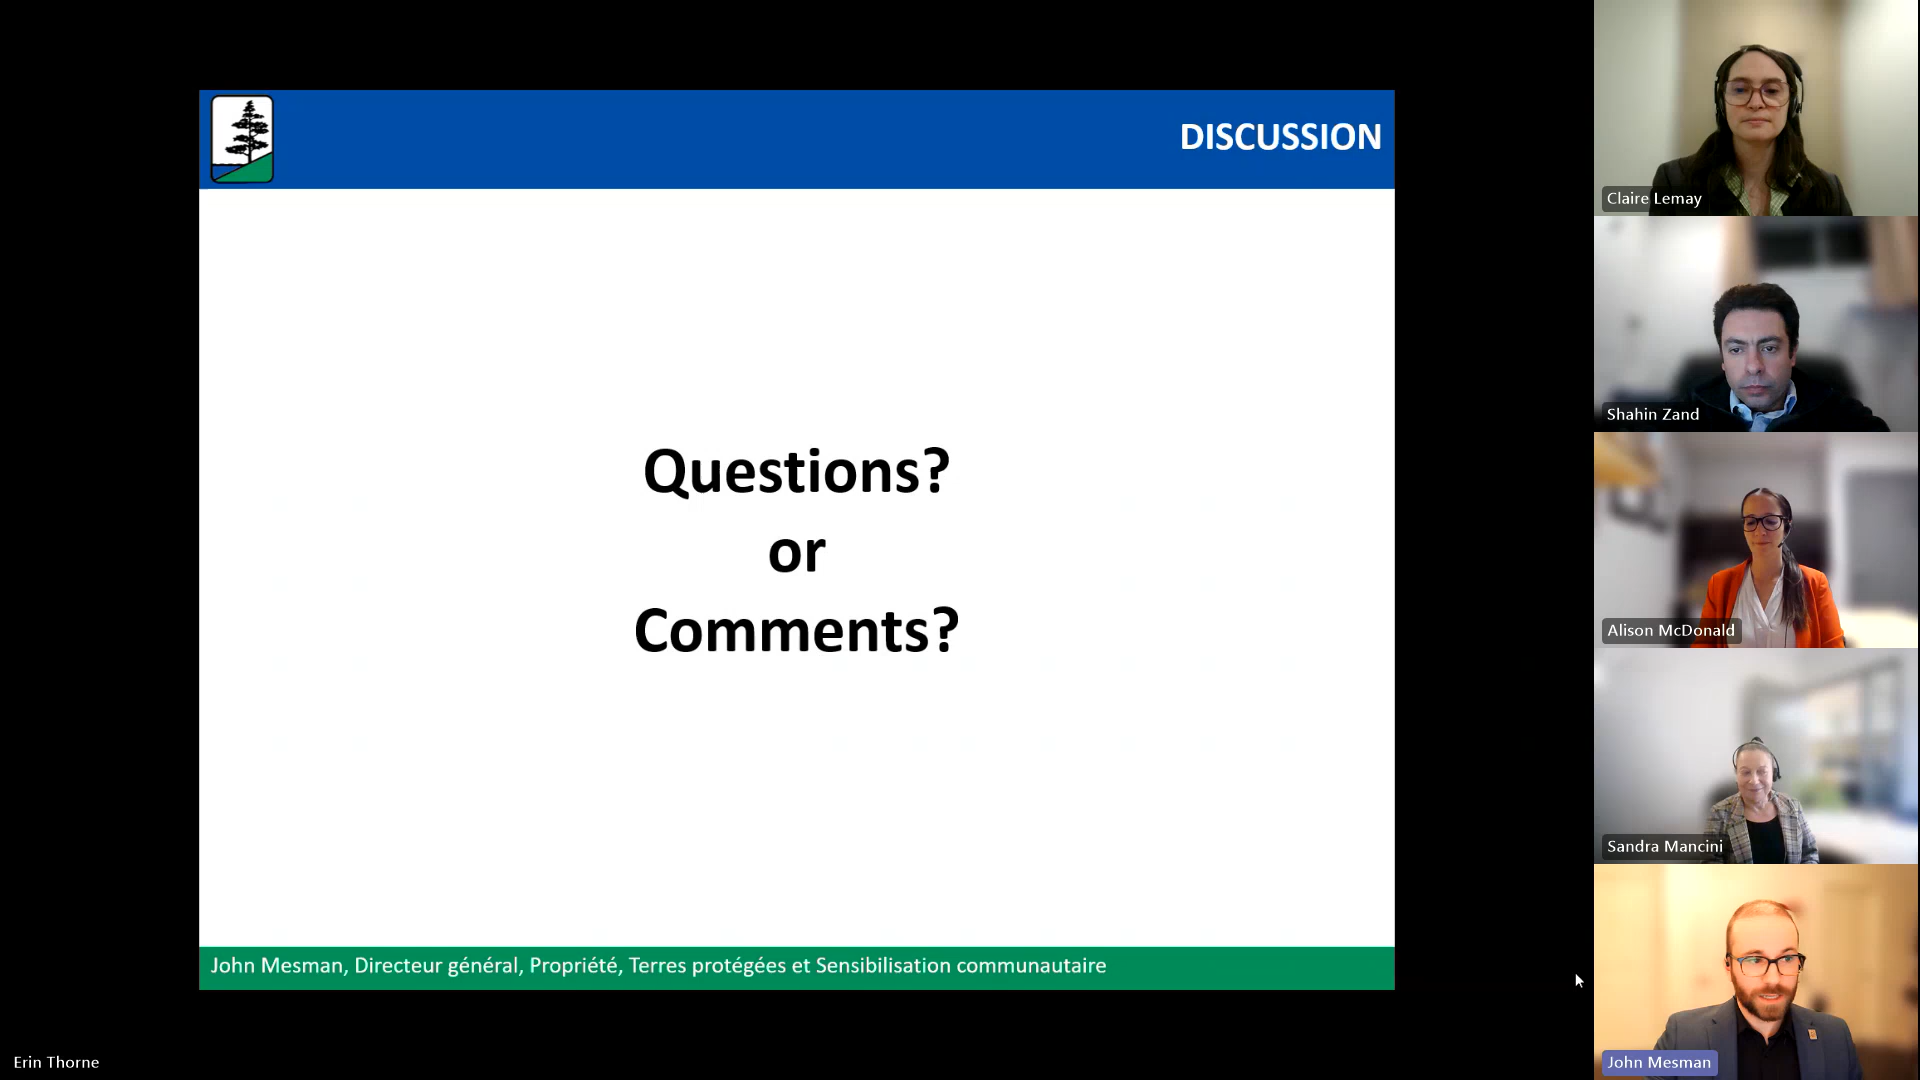 DISCUSSION
Questions?
or
Comments?
John Mesman, Directeur général, Propriété, Terres protégées et Sensibilisation communautaire
Erin Thorne
Claire Lemay
Shahin Zand
Alison McDonald
Sandra Mancini
John Mesman